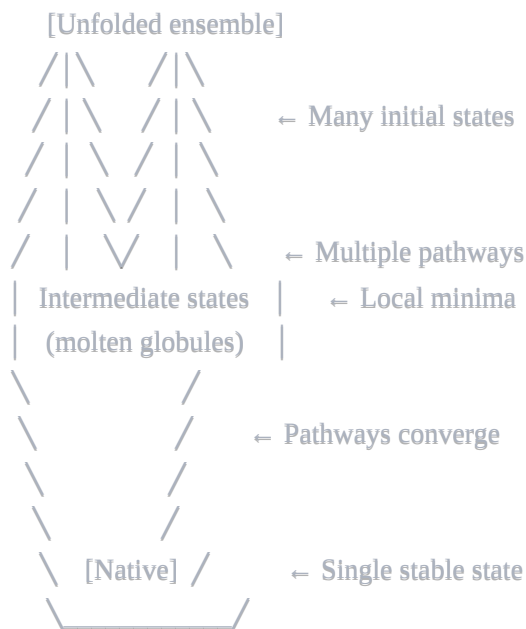 [Unfolded ensemble]
← Many initial states
← Multiple pathways
Intermediate states ← Local minima
(molten globules)
← Pathways converge
[Native] ← Single stable state